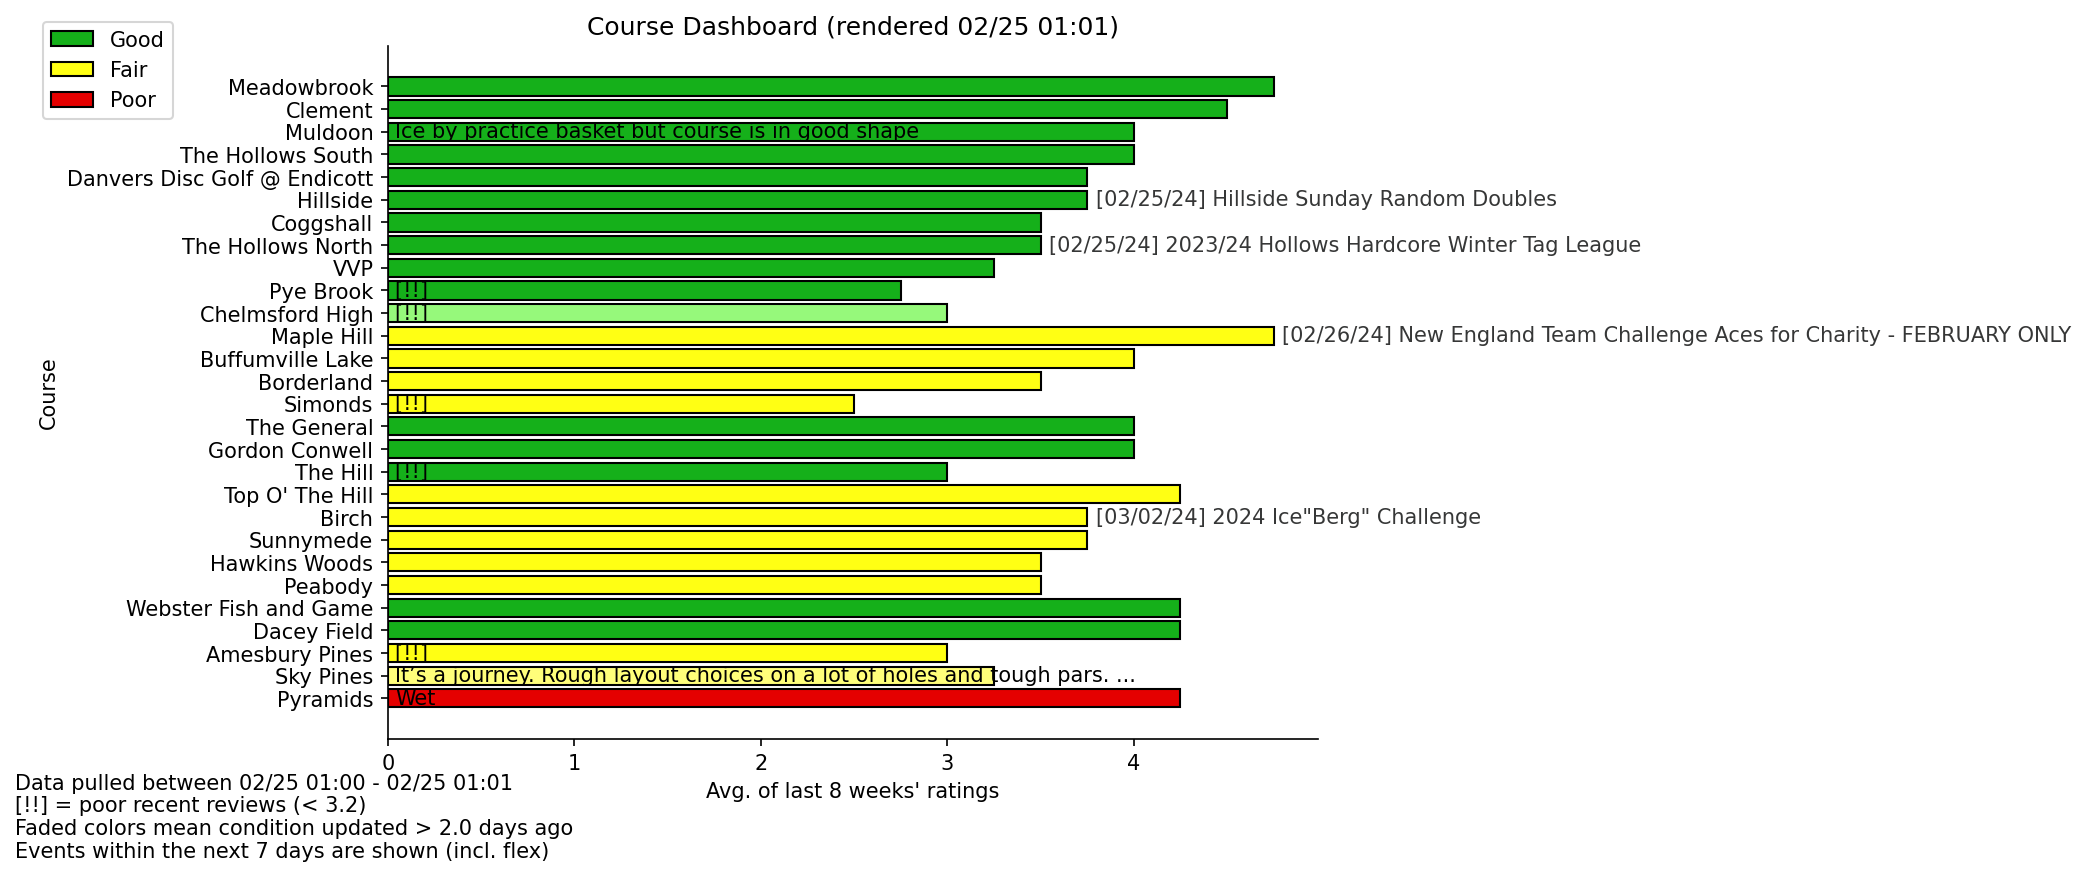 Course Dashboard (rendered 02/25 01:01)
Good
Fair
Poor
Course
Meadowbrook
Clement
Muldoon Ice by practice basket but course is in good shape
The Hollows South
Danvers Disc Golf @ Endicott
Hillside [02/25/24] Hillside Sunday Random Doubles
Coggshall
The Hollows North [02/25/24] 2023/24 Hollows Hardcore Winter Tag League
VVP
Pye Brook [!!]
Chelmsford High [!!]
Maple Hill [02/26/24] New England Team Challenge Aces for Charity - FEBRUARY ONLY
Buffumville Lake
Borderland
Simonds [!!]
The General
Gordon Conwell
The Hill [!!]
Top O' The Hill
Birch [03/02/24] 2024 Ice"Berg" Challenge
Sunnymede
Hawkins Woods
Peabody
Webster Fish and Game
Dacey Field
Amesbury Pines [!!]
Sky Pines It’s a journey. Rough layout choices on a lot of holes and tough pars. ...
Pyramids Wet
0 1 2 3 4
Avg. of last 8 weeks' ratings
Data pulled between 02/25 01:00 - 02/25 01:01
[!!] = poor recent reviews (< 3.2)
Faded colors mean condition updated > 2.0 days ago
Events within the next 7 days are shown (incl. flex)